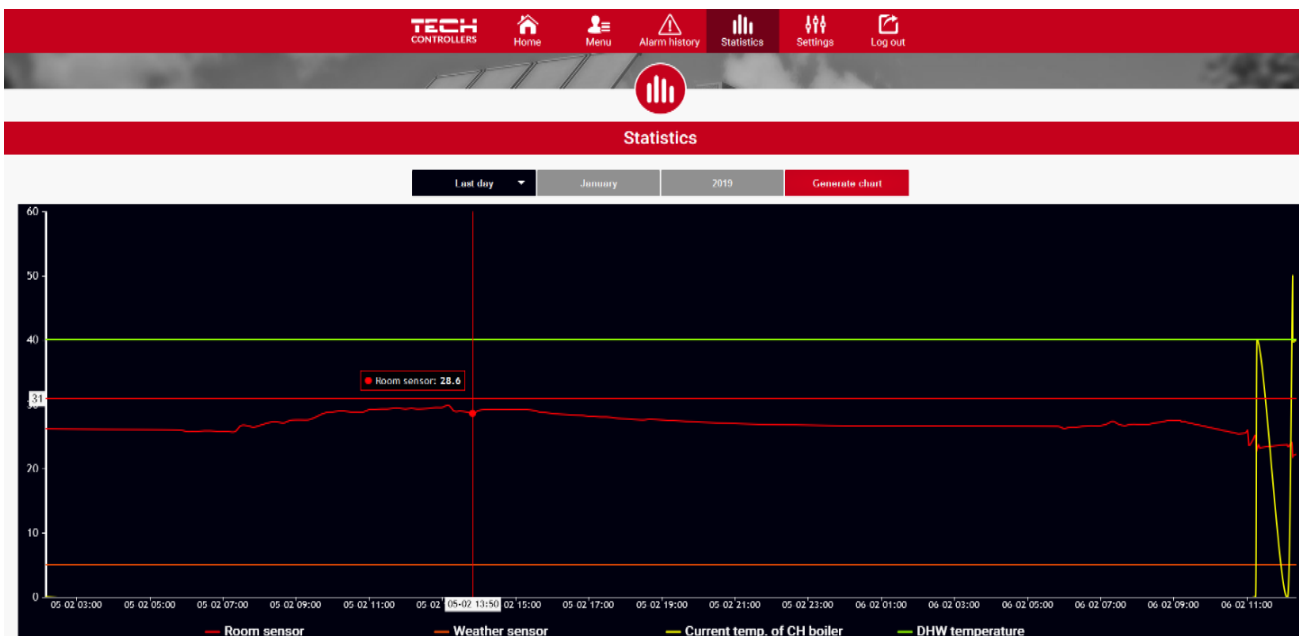 TECH
CONTROLLERS
Home
Menu
Alarm history
Statistics
Settings
Log out
Statistics
Last day
January
2019
Generate chart
60
50
40
31
20
10
0
Room sensor: 28.6
05 02 03:00
05 02 05:00
05 02 07:00
05 02 09:00
05 02 11:00
05 02
05-02 13:50
02 15:00
05 02 17:00
05 02 19:00
05 02 21:00
05 02 23:00
06 02 01:00
06 02 03:00
06 02 05:00
06 02 07:00
06 02 09:00
06 02 11:00
Room sensor
Weather sensor
Current temp. of CH boiler
DHW temperature